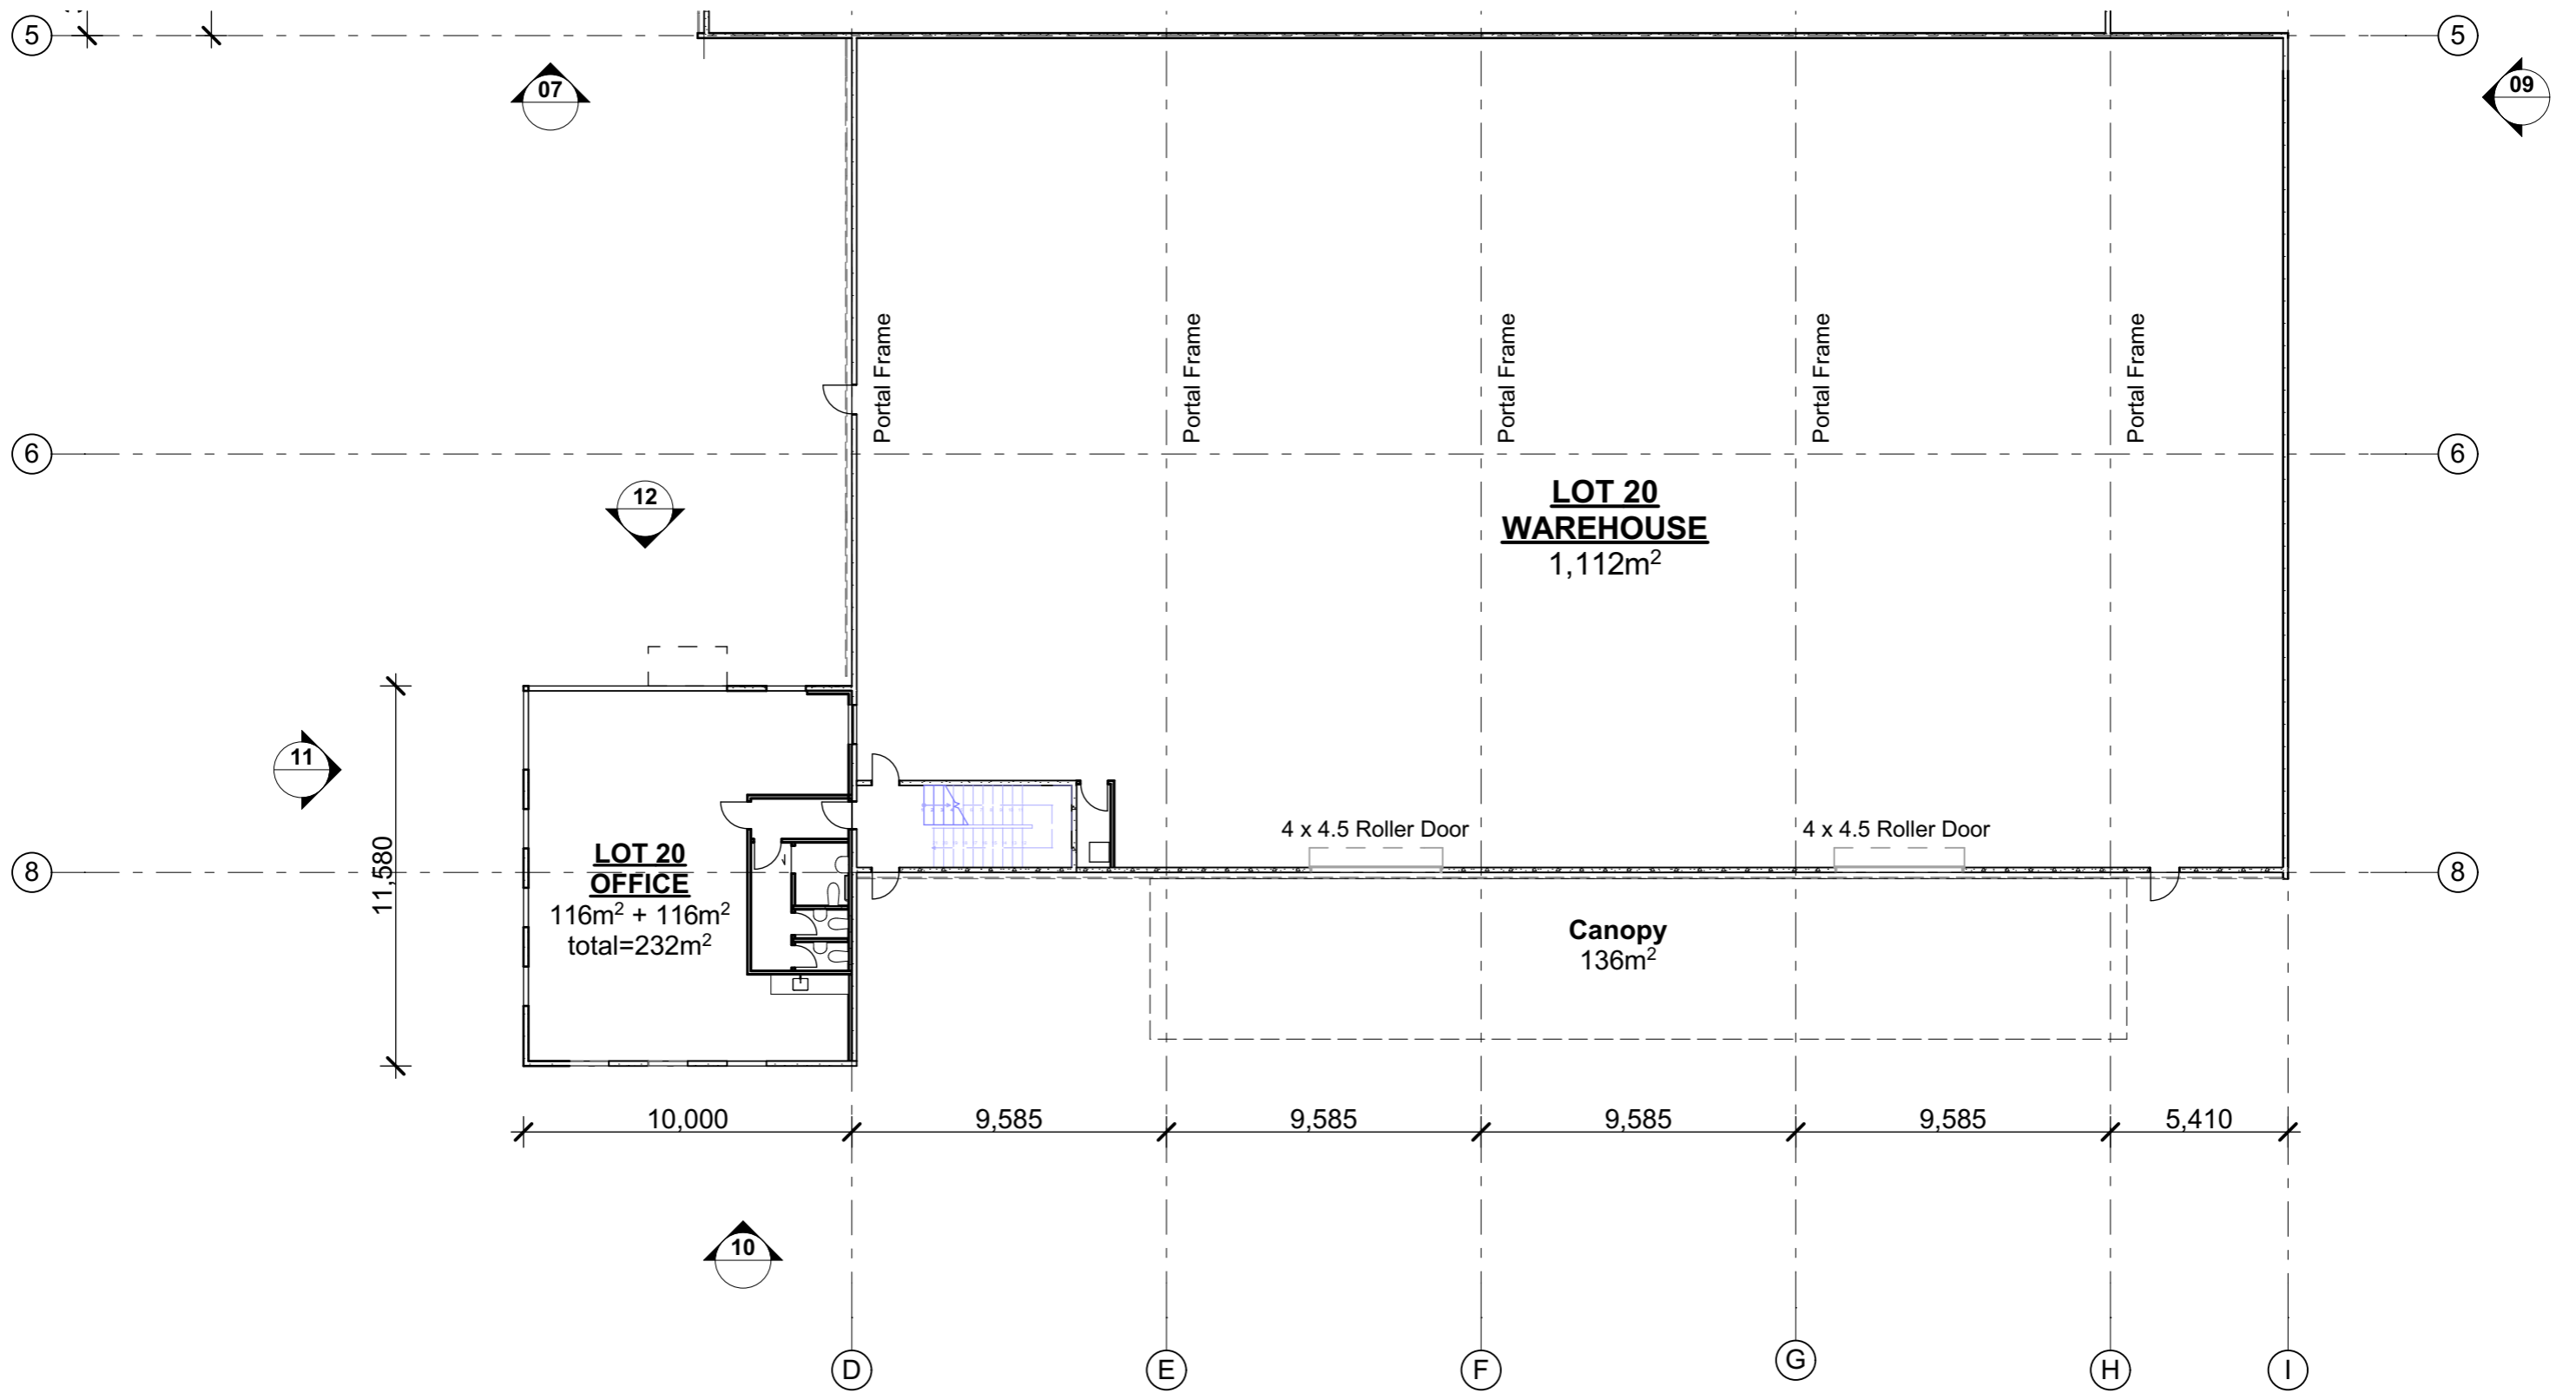 5
5
07
09
Portal Frame
Portal Frame
Portal Frame
Portal Frame
Portal Frame
6
6
12
LOT 20
WAREHOUSE
1,112m²
11
4 x 4.5 Roller Door
4 x 4.5 Roller Door
11,580
8
LOT 20
OFFICE
116m² + 116m²
total=232m²
8
Canopy
136m²
10,000
9,585
9,585
9,585
9,585
5,410
10
D
E
F
G
H
I